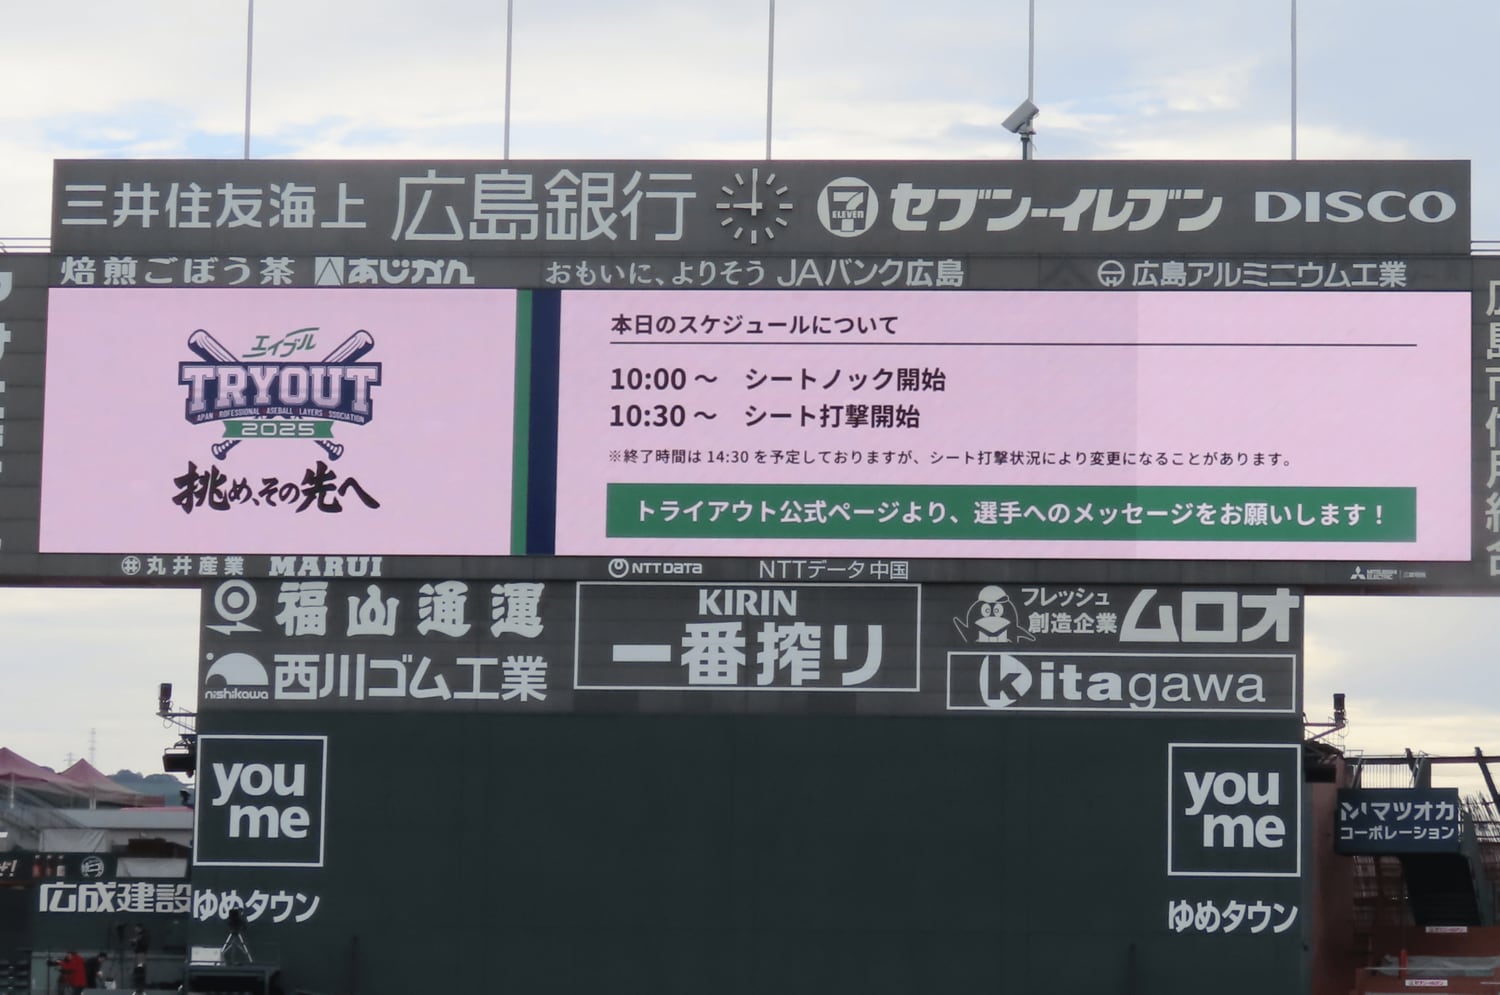 三井住友海上 広島銀行 7 ELEVEN セブン-イレブン DISCO
焙煎ごぼう茶 あじかん おもいに、よりそう JAバンク広島 広島アルミニウム工業
エイブル
TRYOUT
JAPAN PROFESSIONAL BASEBALL PLAYERS ASSOCIATION
2025
挑め、その先へ
本日のスケジュールについて
10:00～ シートノック開始
10:30～ シート打撃開始
※終了時間は 14:30 を予定しておりますが、シート打撃状況により変更になることがあります。
トライアウト公式ページより、選手へのメッセージをお願いします！
丸井産業 MARUI NTT DATA NTTデータ中国 MITSUBISHI ELECTRIC
福山通運
nishikawa 西川ゴム工業
KIRIN
一番搾り
フレッシュ
創造企業 ムロオ
kitagawa
you
me
ゆめタウン
you
me
ゆめタウン
広成建設
マツオカ
コーポレーション